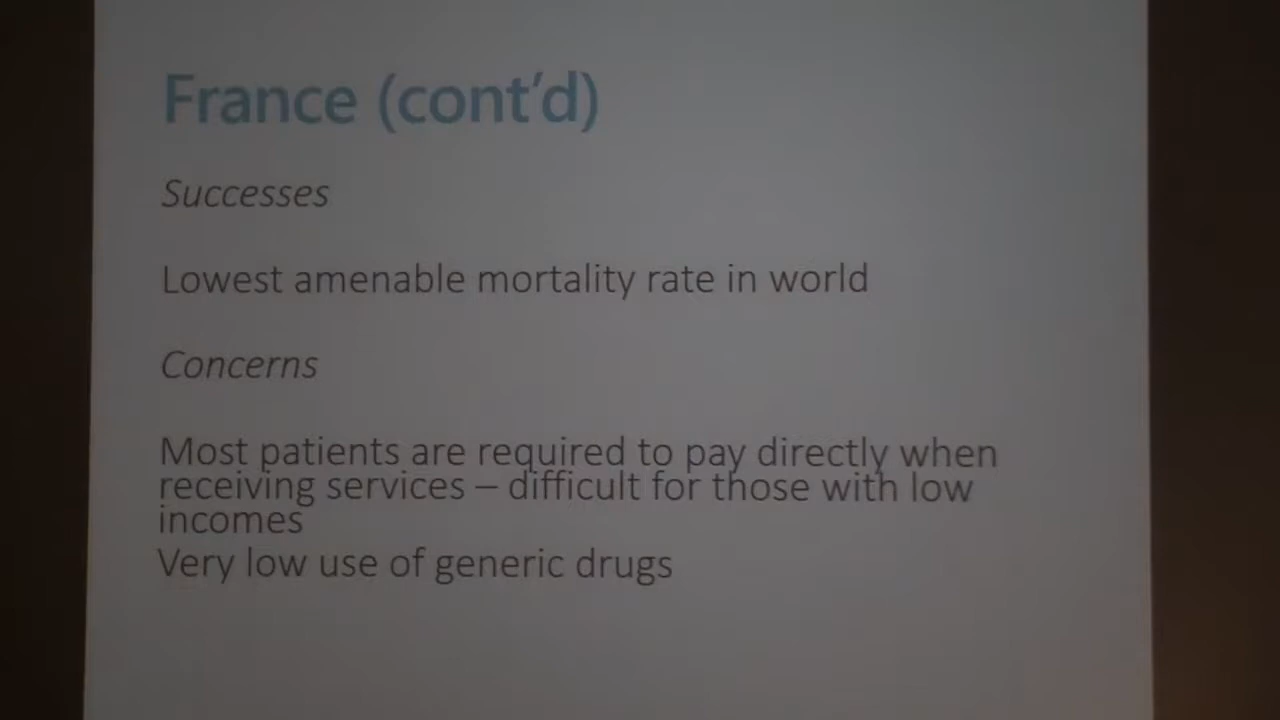 France (cont’d)
Successes
Lowest amenable mortality rate in world
Concerns
Most patients are required to pay directly when
receiving services – difficult for those with low
incomes
Very low use of generic drugs